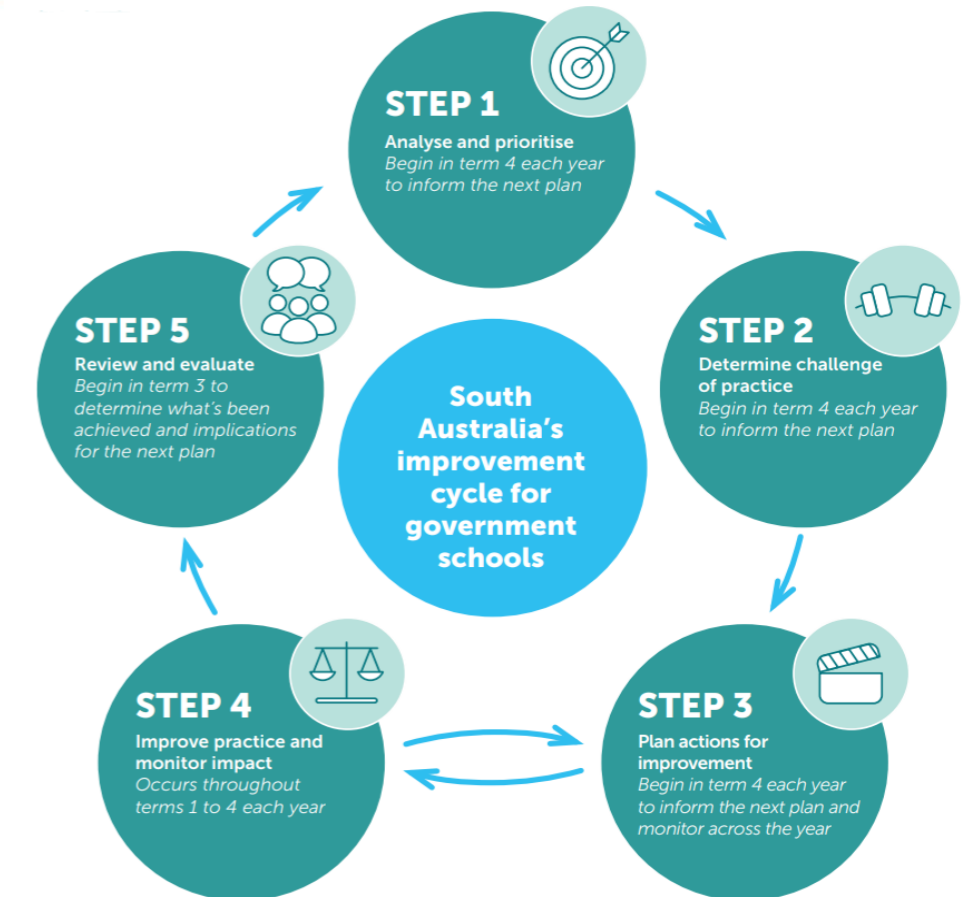 STEP 1
Analyse and prioritise
Begin in term 4 each year
to inform the next plan
STEP 2
Determine challenge
of practice
Begin in term 4 each year
to inform the next plan
STEP 3
Plan actions for
improvement
Begin in term 4 each year
to inform the next plan and
monitor across the year
STEP 4
Improve practice and
monitor impact
Occurs throughout
terms 1 to 4 each year
STEP 5
Review and evaluate
Begin in term 3 to
determine what's been
achieved and implications
for the next plan
South
Australia's
improvement
cycle for
government
schools